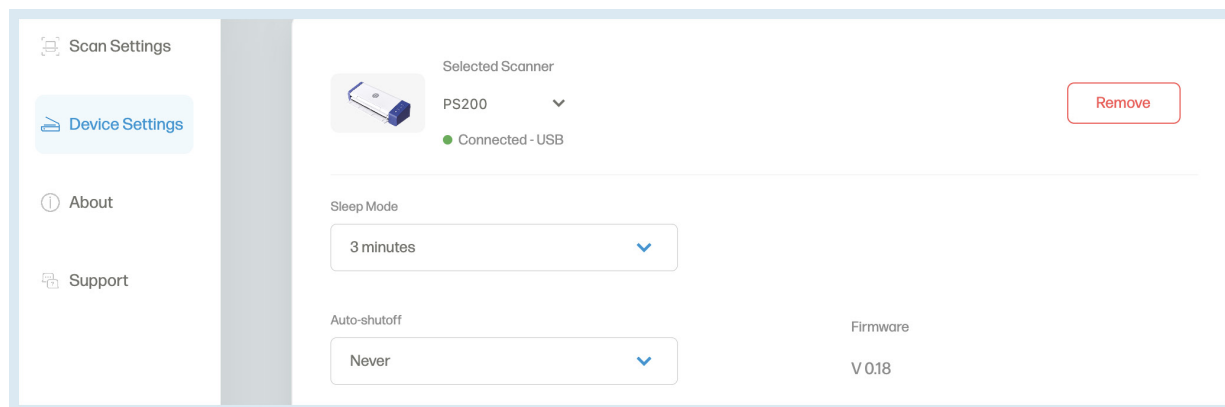 Scan Settings
Device Settings
About
Support
Selected Scanner
PS200
Connected - USB
Remove
Sleep Mode
3 minutes
Auto-shutoff
Never
Firmware
V 0.18